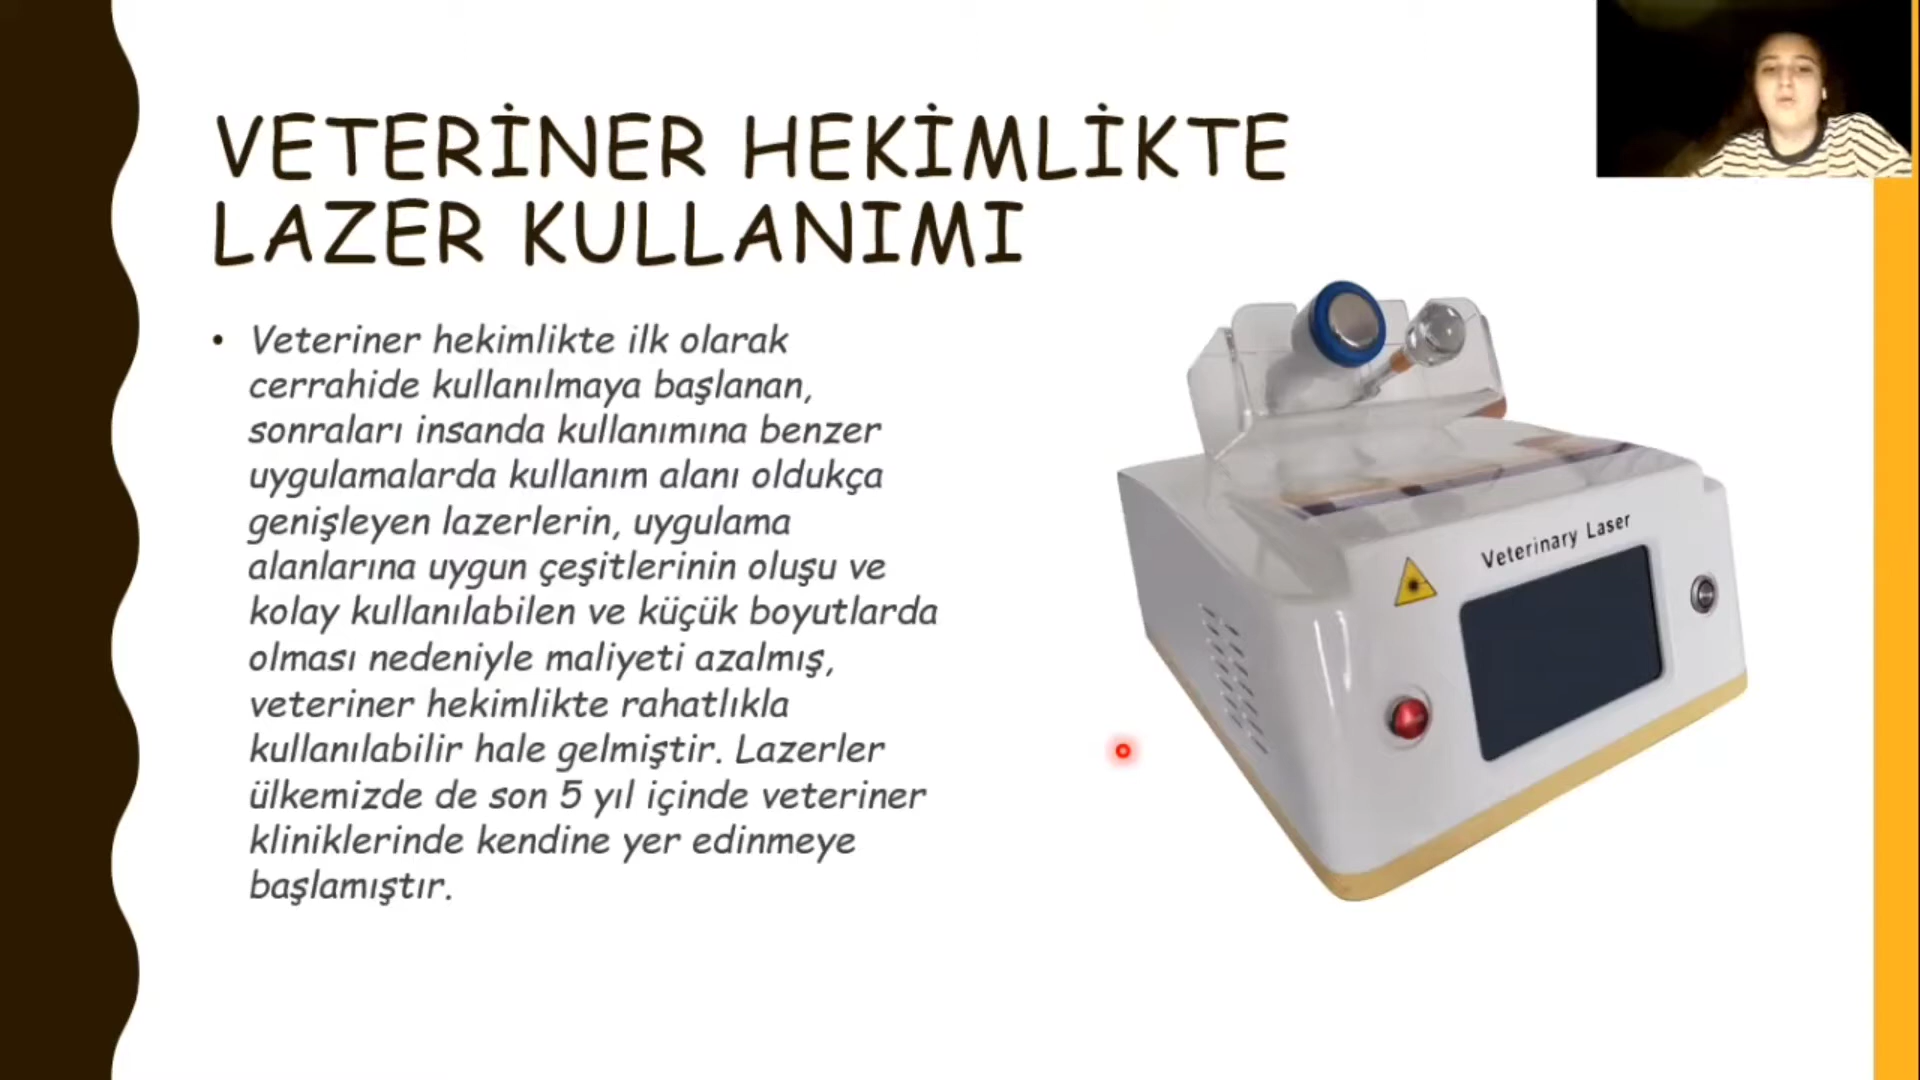 VETERİNER HEKİMLİKTE
LAZER KULLANIMI
• Veteriner hekimlikte ilk olarak
cerrahide kullanılmaya başlanan,
sonraları insanda kullanımına benzer
uygulamalarda kullanım alanı oldukça
genişleyen lazerlerin, uygulama
alanlarına uygun çeşitlerinin oluşu ve
kolay kullanılabilen ve küçük boyutlarda
olması nedeniyle maliyeti azalmış,
veteriner hekimlikte rahatlıkla
kullanılabilir hale gelmiştir. Lazerler
ülkemizde de son 5 yıl içinde veteriner
kliniklerinde kendine yer edinmeye
başlamıştır.
Veterinary Laser